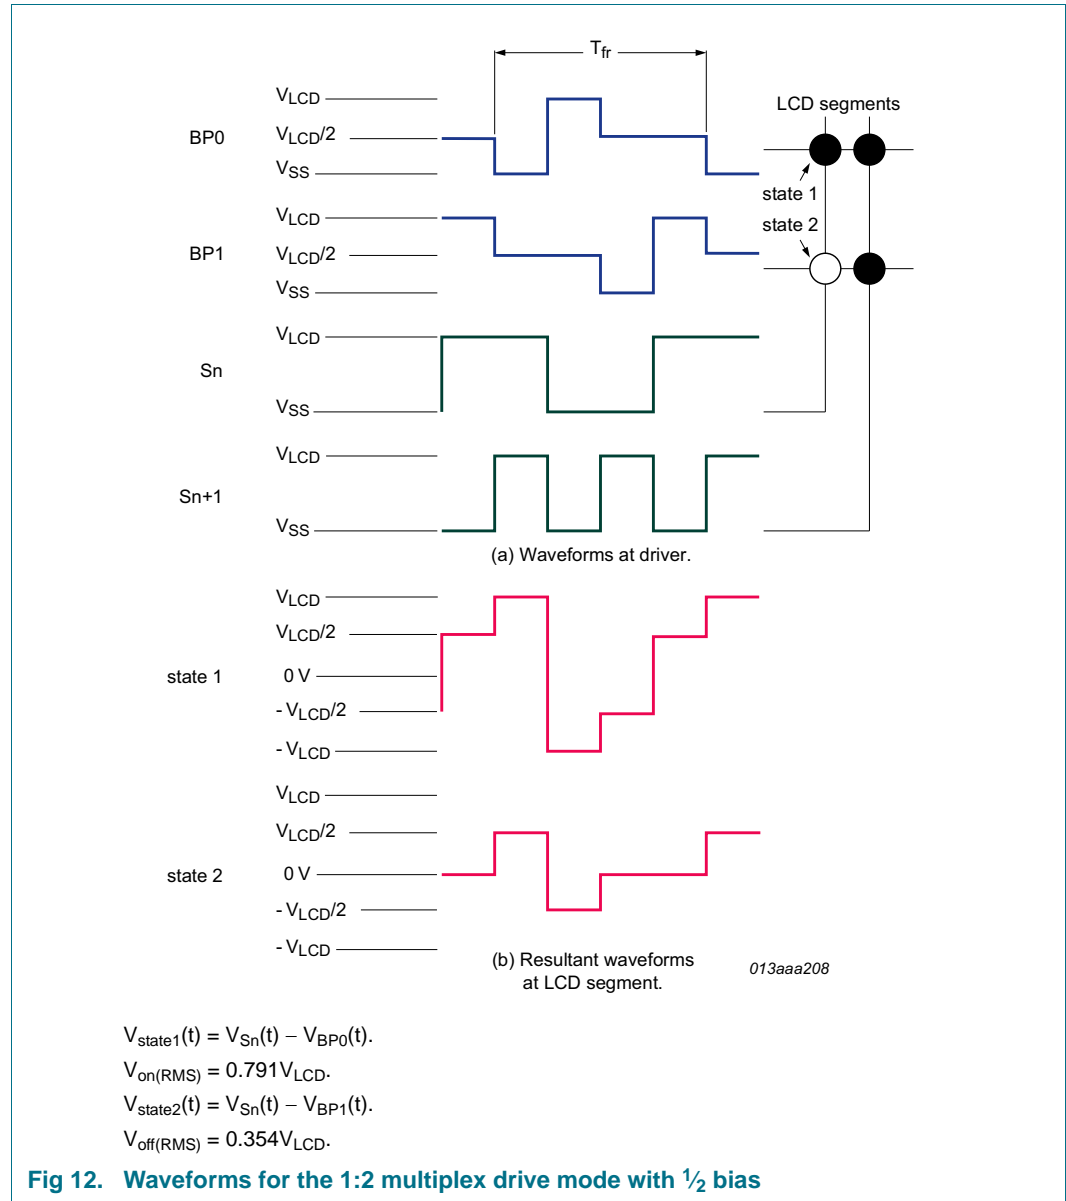 Tfr
VLCD
BP0
VLCD/2
VSS
LCD segments
state 1
state 2
VLCD
BP1
VLCD/2
VSS
VLCD
Sn
VSS
VLCD
Sn+1
VSS
(a) Waveforms at driver.
VLCD
VLCD/2
state 1
0 V
- VLCD/2
- VLCD
VLCD
VLCD/2
state 2
0 V
- VLCD/2
- VLCD
(b) Resultant waveforms
at LCD segment.
013aaa208
Vstate1(t) = VSn(t) − VBP0(t).
Von(RMS) = 0.791VLCD.
Vstate2(t) = VSn(t) − VBP1(t).
Voff(RMS) = 0.354VLCD.
Fig 12. Waveforms for the 1:2 multiplex drive mode with 1⁄2 bias